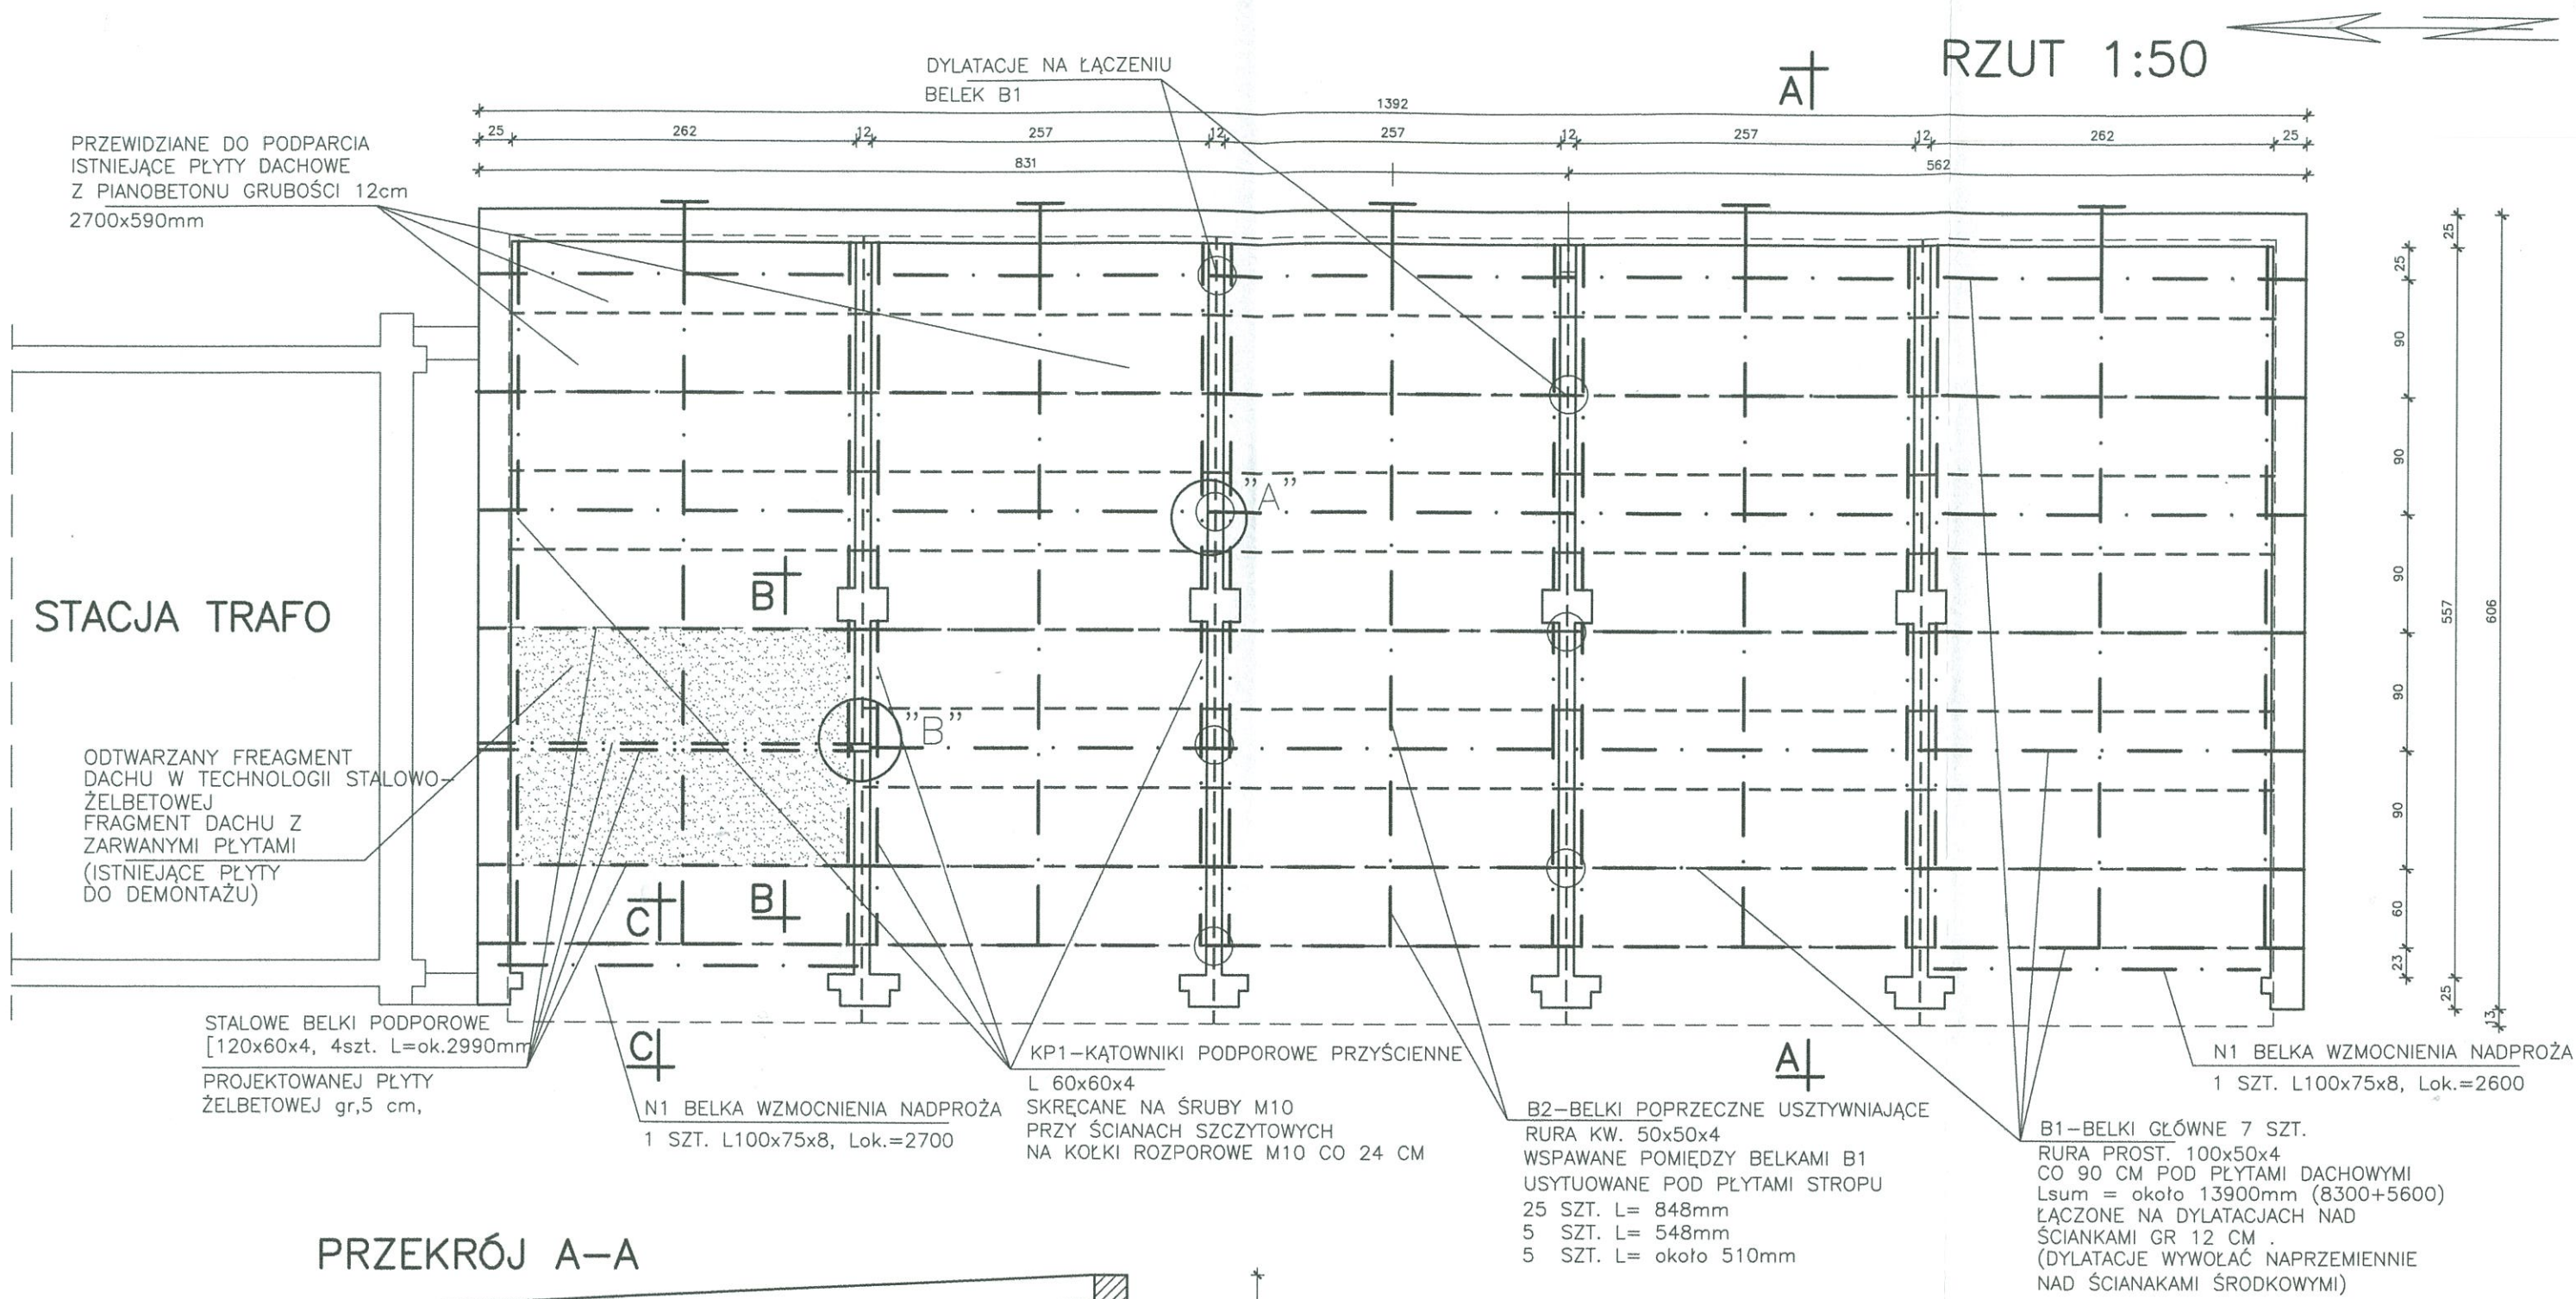 RZUT 1:50
DYLATACJE NA ŁĄCZENIU
BELEK B1
A
1392
25 262 12 257 12 257 12 257 12 262 25
831 562
PRZEWIDZIANE DO PODPARCIA
ISTNIEJĄCE PŁYTY DACHOWE
Z PIANOBETONU GRUBOŚCI 12cm
2700x590mm
25
25
90
90
"A"
90
B
STACJA TRAFO
557
606
90
"B"
90
ODTWARZANY FREAGMENT
DACHU W TECHNOLOGII STALOWO-
ŻELBETOWEJ
FRAGMENT DACHU Z
ZARWANYMI PŁYTAMI
(ISTNIEJĄCE PŁYTY
DO DEMONTAŻU)
C
B
60
23
25
13
STALOWE BELKI PODPOROWE
[120x60x4, 4szt. L=ok.2990mm
PROJEKTOWANEJ PŁYTY
ŻELBETOWEJ gr,5 cm,
C
N1 BELKA WZMOCNIENIA NADPROŻA
1 SZT. L100x75x8, Lok.=2700
KP1-KĄTOWNIKI PODPOROWE PRZYŚCIENNE
L 60x60x4
SKRĘCANE NA ŚRUBY M10
PRZY ŚCIANACH SZCZYTOWYCH
NA KOŁKI ROZPOROWE M10 CO 24 CM
A
B2-BELKI POPRZECZNE USZTYWNIAJĄCE
RURA KW. 50x50x4
WSPAWANE POMIĘDZY BELKAMI B1
USYTUOWANE POD PŁYTAMI STROPU
25 SZT. L= 848mm
5 SZT. L= 548mm
5 SZT. L= około 510mm
N1 BELKA WZMOCNIENIA NADPROŻA
1 SZT. L100x75x8, Lok.=2600
B1-BELKI GŁÓWNE 7 SZT.
RURA PROST. 100x50x4
CO 90 CM POD PŁYTAMI DACHOWYMI
Lsum = około 13900mm (8300+5600)
ŁĄCZONE NA DYLATACJACH NAD
ŚCIANKAMI GR 12 CM .
(DYLATACJE WYWOŁAĆ NAPRZEMIENNIE
NAD ŚCIANAKAMI ŚRODKOWYMI)
PRZEKRÓJ A-A